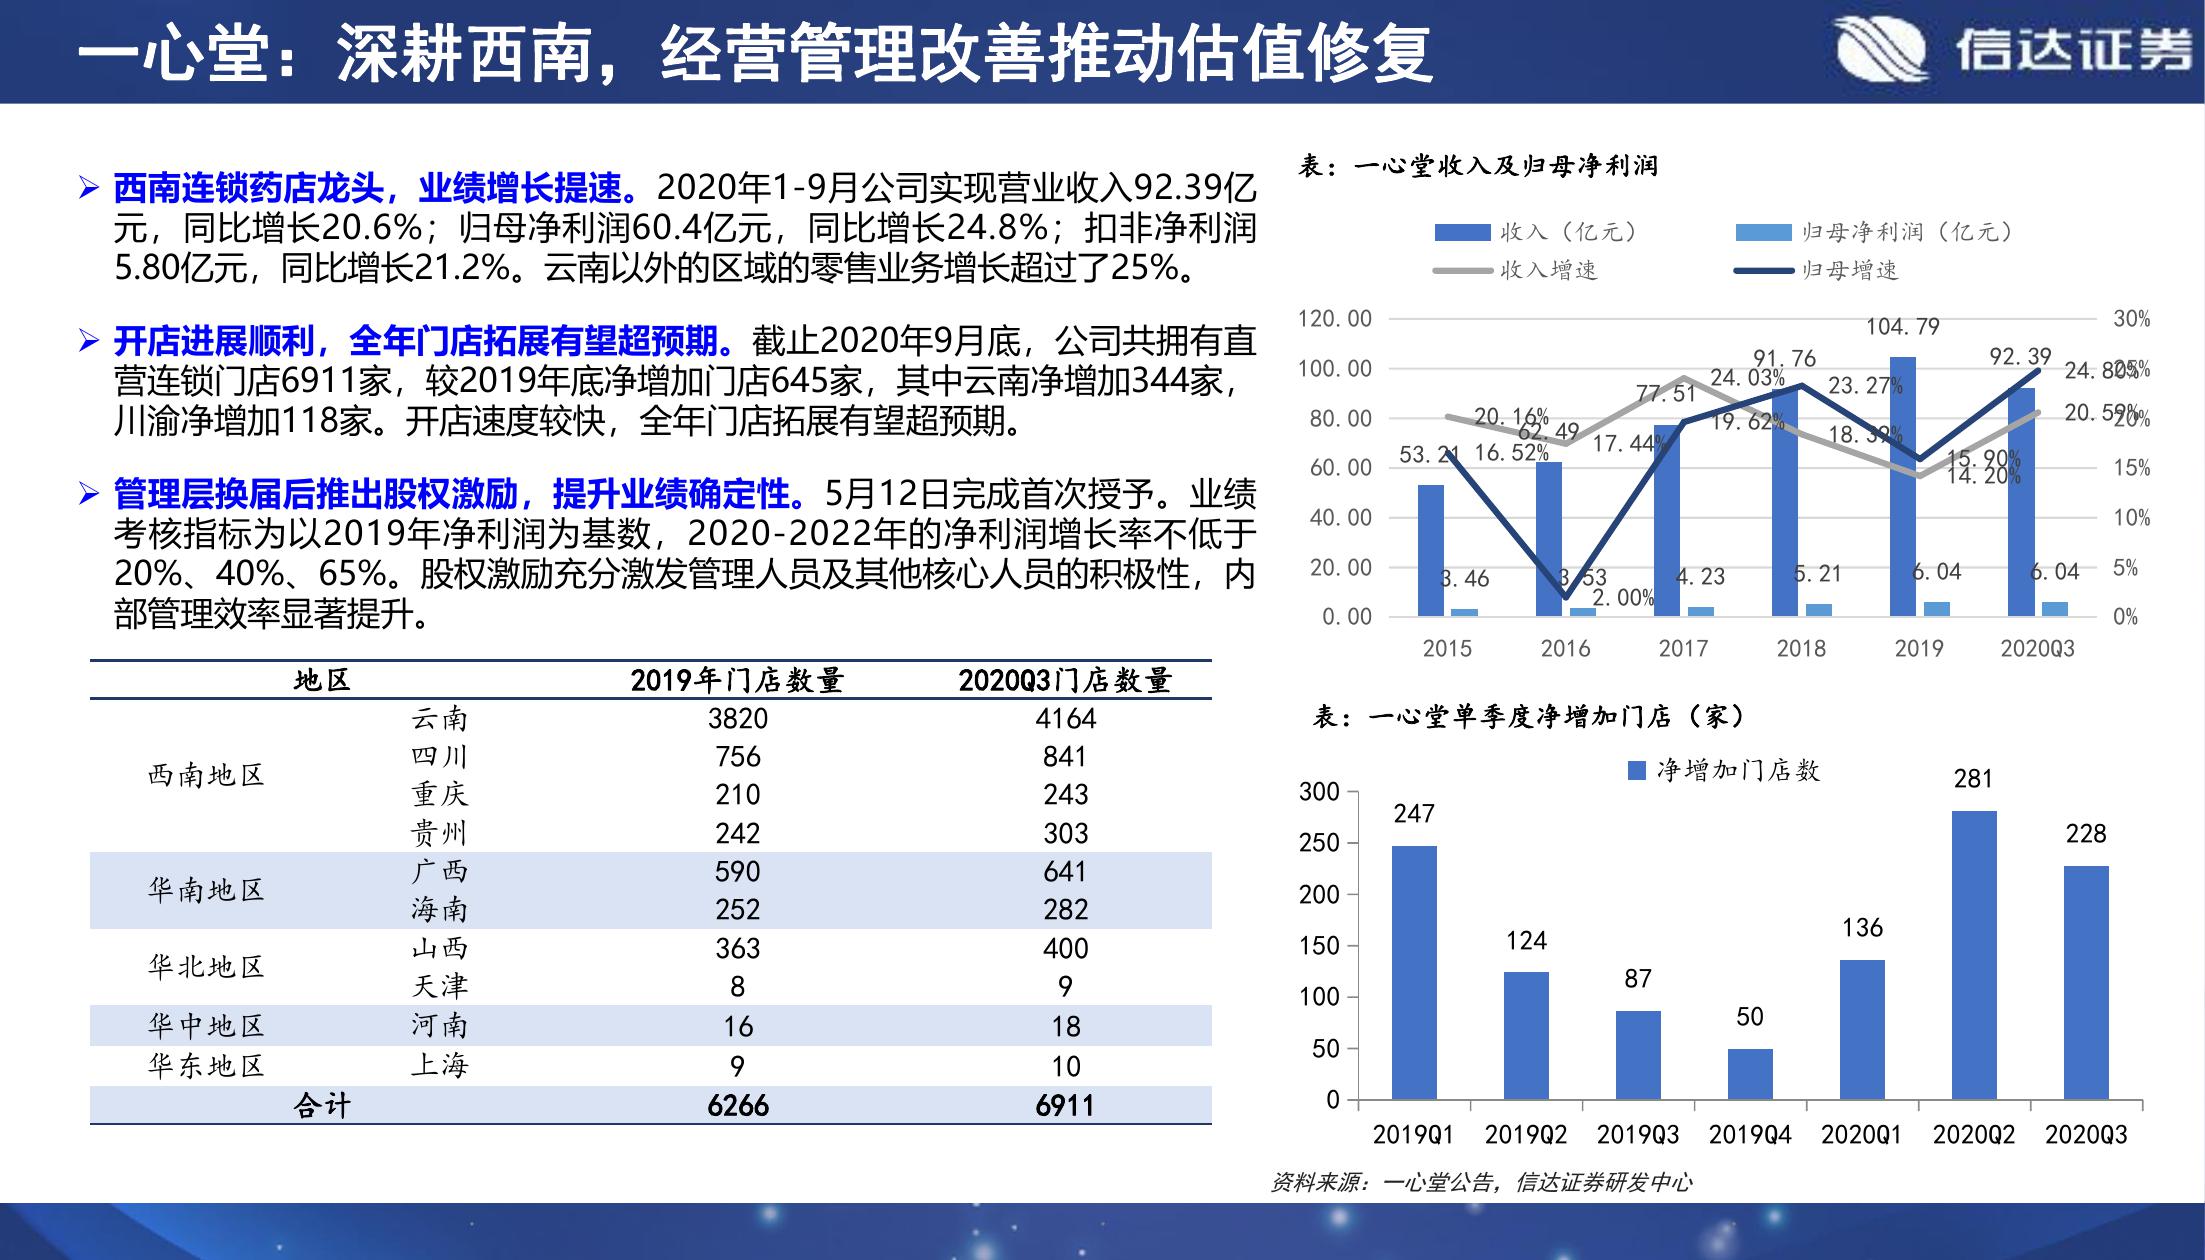 一心堂：深耕西南，经营管理改善推动估值修复
信达证券
西南连锁药店龙头，业绩增长提速。2020年1-9月公司实现营业收入92.39亿
元，同比增长20.6%；归母净利润60.4亿元，同比增长24.8%；扣非净利润
5.80亿元，同比增长21.2%。云南以外的区域的零售业务增长超过了25%。
开店进展顺利，全年门店拓展有望超预期。截止2020年9月底，公司共拥有直
营连锁门店6911家，较2019年底净增加门店645家，其中云南净增加344家，
川渝净增加118家。开店速度较快，全年门店拓展有望超预期。
管理层换届后推出股权激励，提升业绩确定性。5月12日完成首次授予。业绩
考核指标为以2019年净利润为基数，2020-2022年的净利润增长率不低于
20%、40%、65%。股权激励充分激发管理人员及其他核心人员的积极性，内
部管理效率显著提升。
地区 2019年门店数量 2020Q3门店数量
西南地区
云南 3820 4164
四川 756 841
重庆 210 243
贵州 242 303
华南地区
广西 590 641
海南 252 282
华北地区
山西 363 400
天津 8 9
华中地区 河南 16 18
华东地区 上海 9 10
合计 6266 6911
表：一心堂收入及归母净利润
收入（亿元） 归母净利润（亿元）
收入增速 归母增速
120.00
100.00
80.00
60.00
40.00
20.00
0.00
30%
25%
20%
15%
10%
5%
0%
53.21 62.49 77.51 91.76 104.79 92.39
3.46 3.53 4.23 5.21 6.04 6.04
20.16% 17.44% 24.03% 18.39% 14.20% 20.59%
16.52% 2.00% 19.62% 23.27% 15.90% 24.80%
2015 2016 2017 2018 2019 2020Q3
表：一心堂单季度净增加门店（家）
净增加门店数
300
250
200
150
100
50
0
247 124 87 50 136 281 228
2019Q1 2019Q2 2019Q3 2019Q4 2020Q1 2020Q2 2020Q3
资料来源：一心堂公告，信达证券研发中心